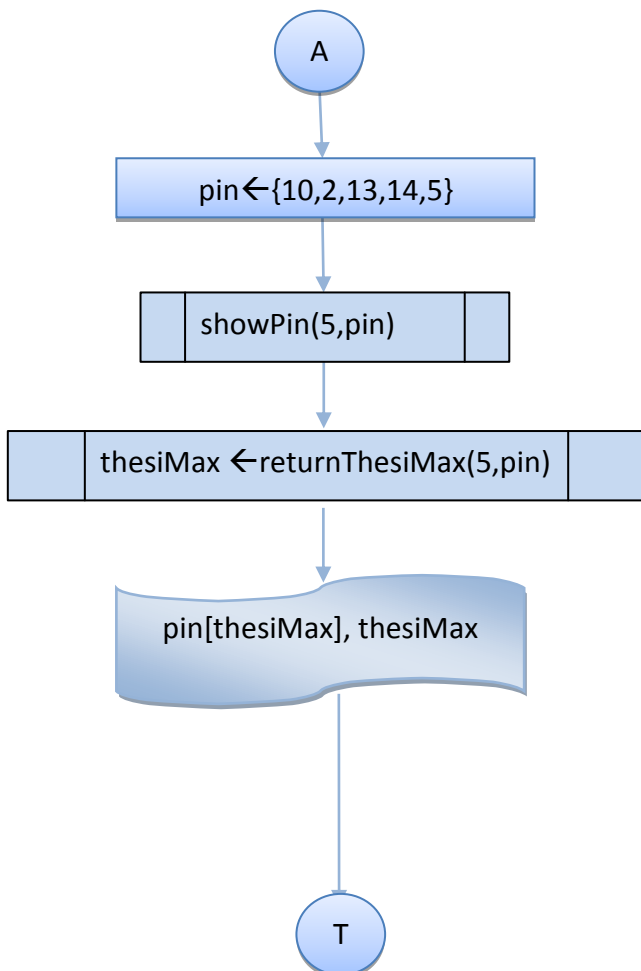 A
pin←{10,2,13,14,5}
showPin(5,pin)
thesiMax ←returnThesiMax(5,pin)
pin[thesiMax], thesiMax
T